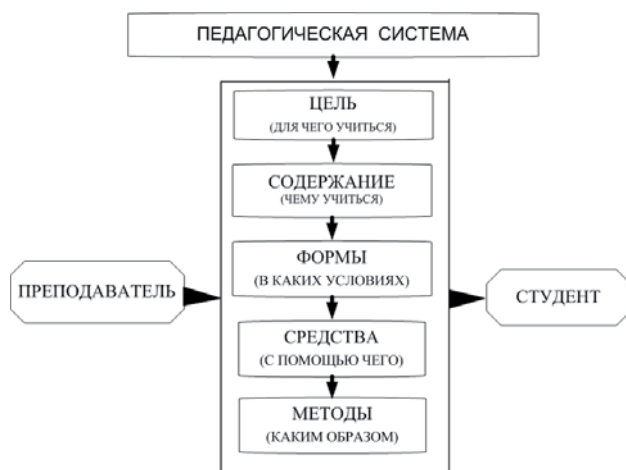 ПЕДАГОГИЧЕСКАЯ СИСТЕМА
ЦЕЛЬ
(ДЛЯ ЧЕГО УЧИТЬСЯ)
СОДЕРЖАНИЕ
(ЧЕМУ УЧИТЬСЯ)
ФОРМЫ
(В КАКИХ УСЛОВИЯХ)
ПРЕПОДАВАТЕЛЬ
СТУДЕНТ
СРЕДСТВА
(С ПОМОЩЬЮ ЧЕГО)
МЕТОДЫ
(КАКИМ ОБРАЗОМ)